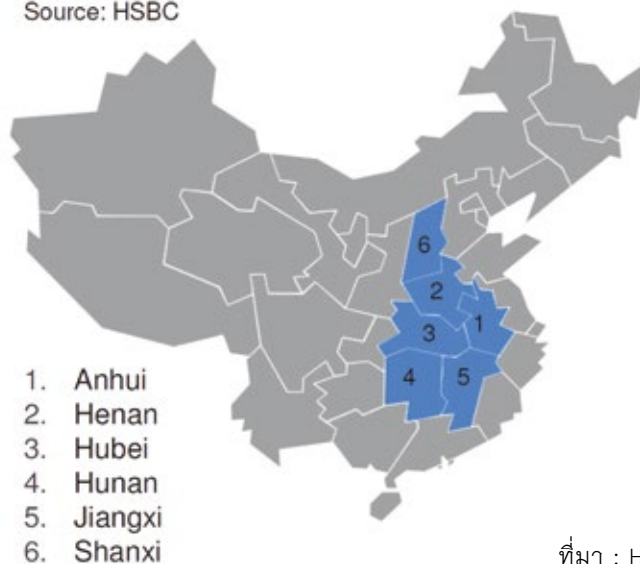 Source: HSBC
6
2
1
3
4
5
1. Anhui
2. Henan
3. Hubei
4. Hunan
5. Jiangxi
6. Shanxi
ที่มา : H